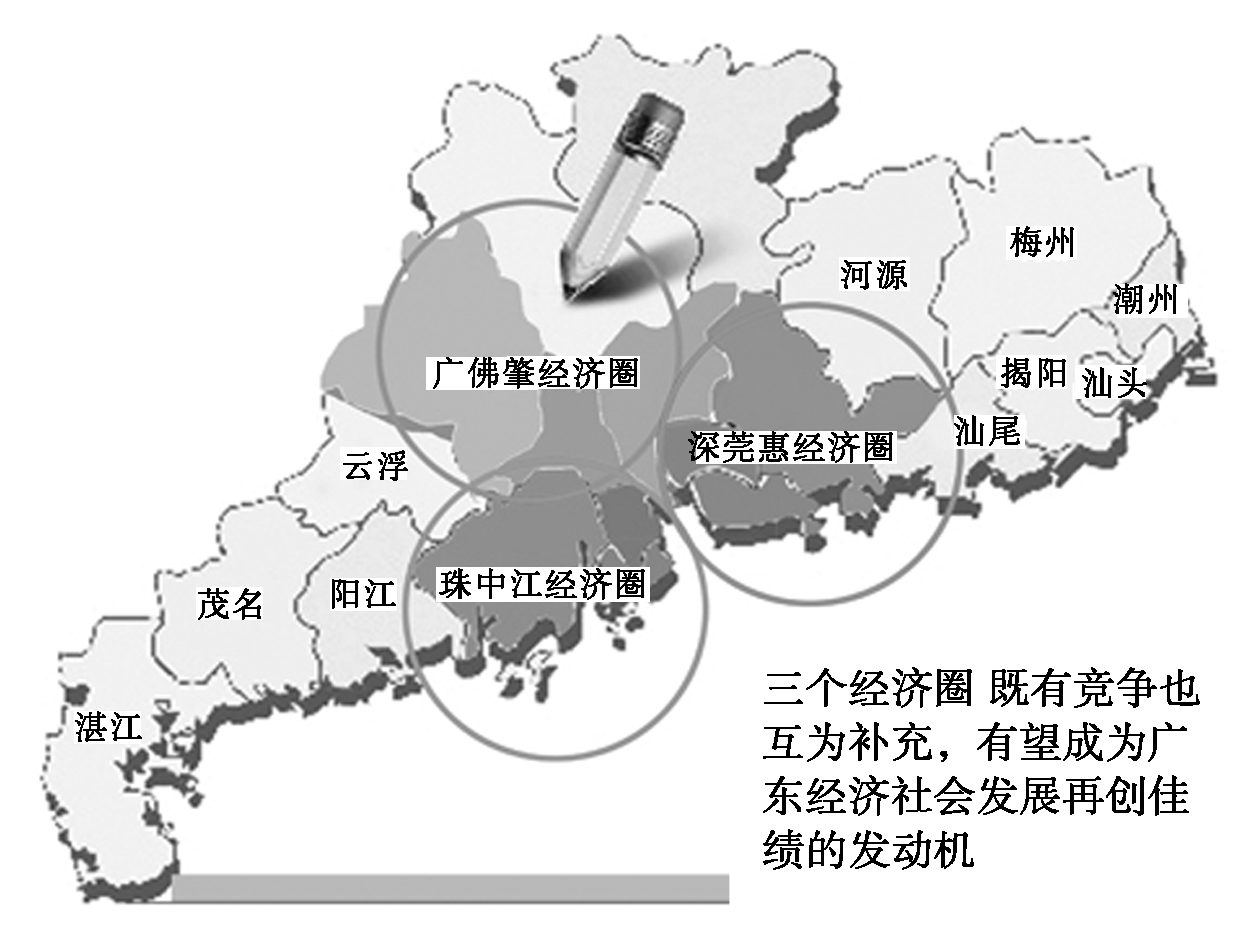 梅州
河源
潮州
广佛肇经济圈
揭阳
汕头
深莞惠经济圈
汕尾
云浮
珠中江经济圈
阳江
茂名
湛江
三个经济圈 既有竞争也
互为补充，有望成为广
东经济社会发展再创佳
绩的发动机